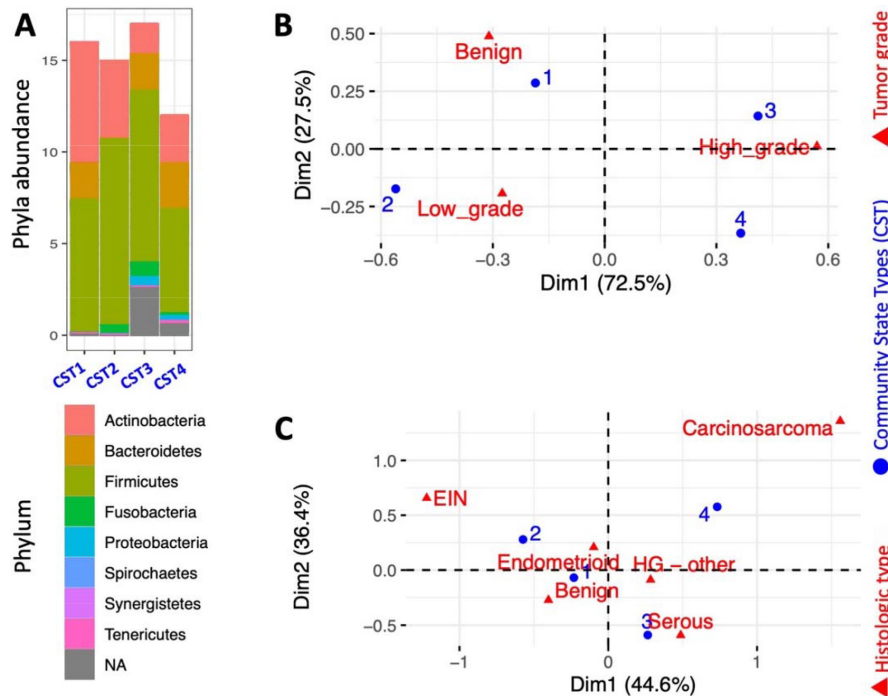 A
Phyla abundance
15
10
5
0
CST1
CST2
CST3
CST4
Phylum
Actinobacteria
Bacteroidetes
Firmicutes
Fusobacteria
Proteobacteria
Spirochaetes
Synergistetes
Tenericutes
NA
B
Dim2 (27.5%)
0.50
0.25
0.00
−0.25
Benign
1
3
High_grade
2
Low_grade
4
−0.6
−0.3
0.0
0.3
0.6
Dim1 (72.5%)
C
Dim2 (36.4%)
1.0
0.5
0.0
−0.5
Carcinosarcoma
EIN
4
2
Endometrioid
HG − other
1
Benign
3
Serous
−1
0
1
Dim1 (44.6%)
Tumor grade
Community State Types (CST)
Histologic type